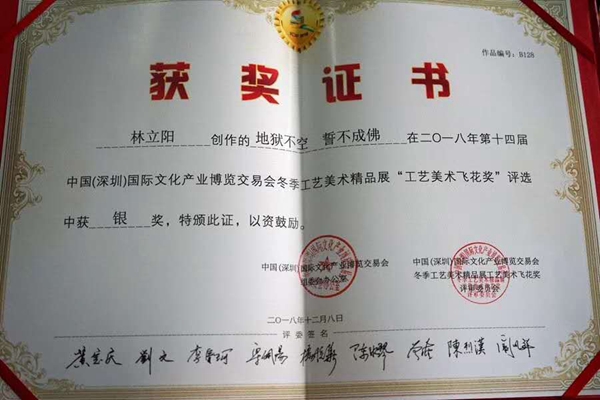 作品编号：B128
获奖证书
林立阳 创作的 地狱不空 誓不成佛 在二〇一八年第十四届
中国(深圳)国际文化产业博览交易会冬季工艺美术精品展“工艺美术飞花奖”评选
中获 银 奖，特颁此证，以资鼓励。
中国(深圳)国际文化产业博览交易会
组委会办公室
中国(深圳)国际文化产业博览交易会
冬季工艺美术精品展工艺美术飞花奖
评审委员会
二〇一八年十二月八日
评委签名